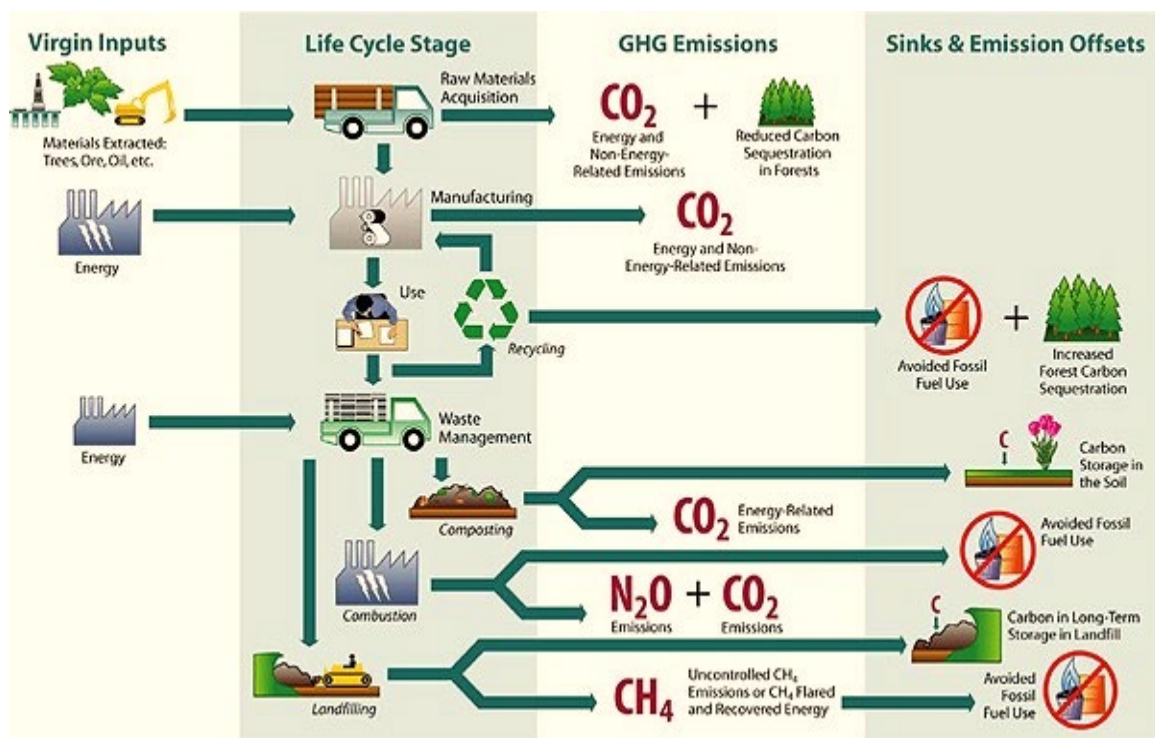 Virgin Inputs
Life Cycle Stage
GHG Emissions
Sinks & Emission Offsets
Materials Extracted:
Trees, Ore, Oil, etc.
Raw Materials
Acquisition
CO₂
Energy and
Non-Energy-
Related Emissions
+
Reduced Carbon
Sequestration
in Forests
Energy
Manufacturing
CO₂
Energy and Non-
Energy-Related Emissions
Use
Recycling
Avoided Fossil
Fuel Use
+
Increased
Forest Carbon
Sequestration
Energy
Waste
Management
Composting
C
Carbon
Storage in
the Soil
CO₂
Energy-Related
Emissions
Combustion
Avoided Fossil
Fuel Use
N₂O
Emissions
+
CO₂
Emissions
Landfilling
C
Carbon in Long-Term
Storage in Landfill
CH₄
Uncontrolled CH₄
Emissions or CH₄ Flared
and Recovered Energy
Avoided
Fossil
Fuel Use